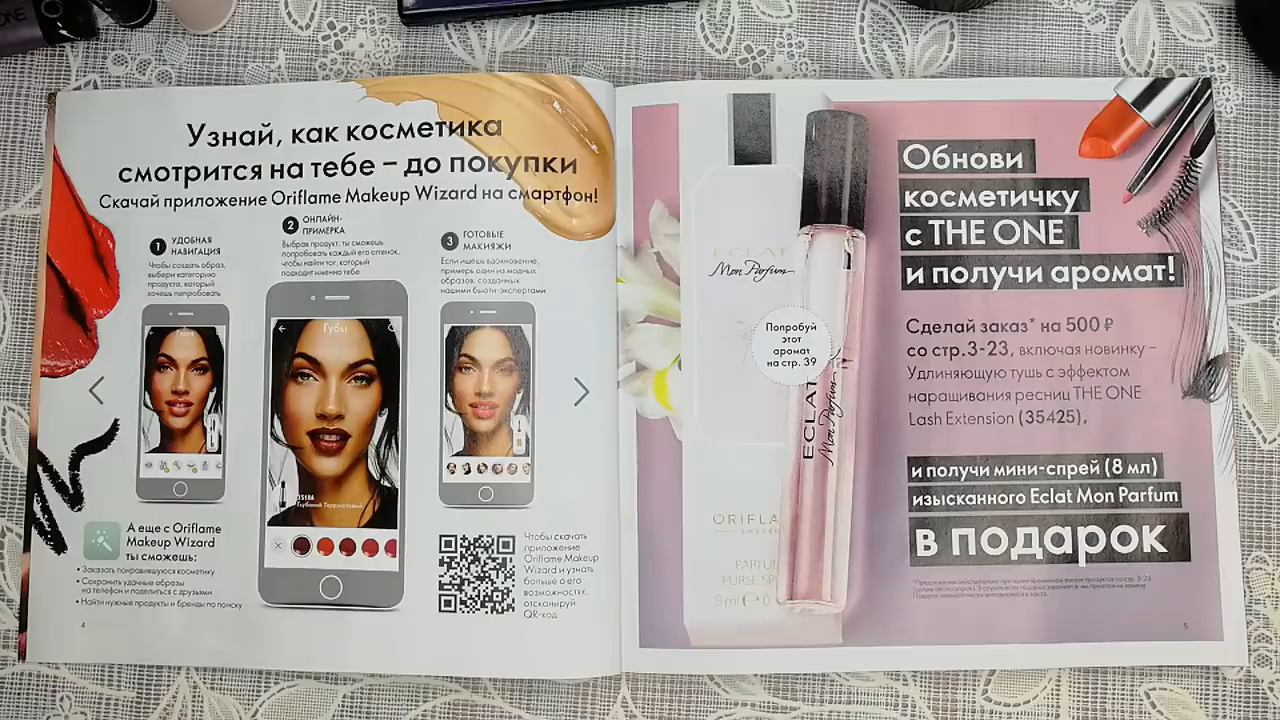 ONE
Узнай, как косметика
смотрится на тебе – до покупки
Скачай приложение Oriflame Makeup Wizard на смартфон!
1 УДОБНАЯ
НАВИГАЦИЯ
Чтобы создать образ,
выбери категорию
продукта, который
хочешь попробовать
2 ОНЛАЙН-
ПРИМЕРКА
Выбрав продукт, ты сможешь
попробовать каждый его оттенок,
чтобы найти тот, который
подходит именно тебе
3 ГОТОВЫЕ
МАКИЯЖИ
Если ищешь вдохновение,
примерь один из модных
образов, созданных
нашими бьюти-экспертами
Губы
35186
Глубокий Терракотовый
А еще с Oriflame
Makeup Wizard
ты сможешь:
• Заказать понравившуюся косметику
• Сохранить удачные образы
на телефон и поделиться с друзьями
• Найти нужные продукты и бренды по поиску
Чтобы скачать
приложение
Oriflame Makeup
Wizard и узнать
больше о его
возможностях,
отсканируй
QR-код
4
ECLAT
Mon Parfum
Попробуй
этот
аромат
на стр. 39
ECLAT
Mon Parfum
ORIFLA
PARFUM
PURSE SP
8 ml ℮ 0
Обнови
косметичку
с THE ONE
и получи аромат!
Сделай заказ* на 500 ₽
со стр.3-23, включая новинку –
Удлиняющую тушь с эффектом
наращивания ресниц THE ONE
Lash Extension (35425),
и получи мини-спрей (8 мл)
изысканного Eclat Mon Parfum
в подарок
5